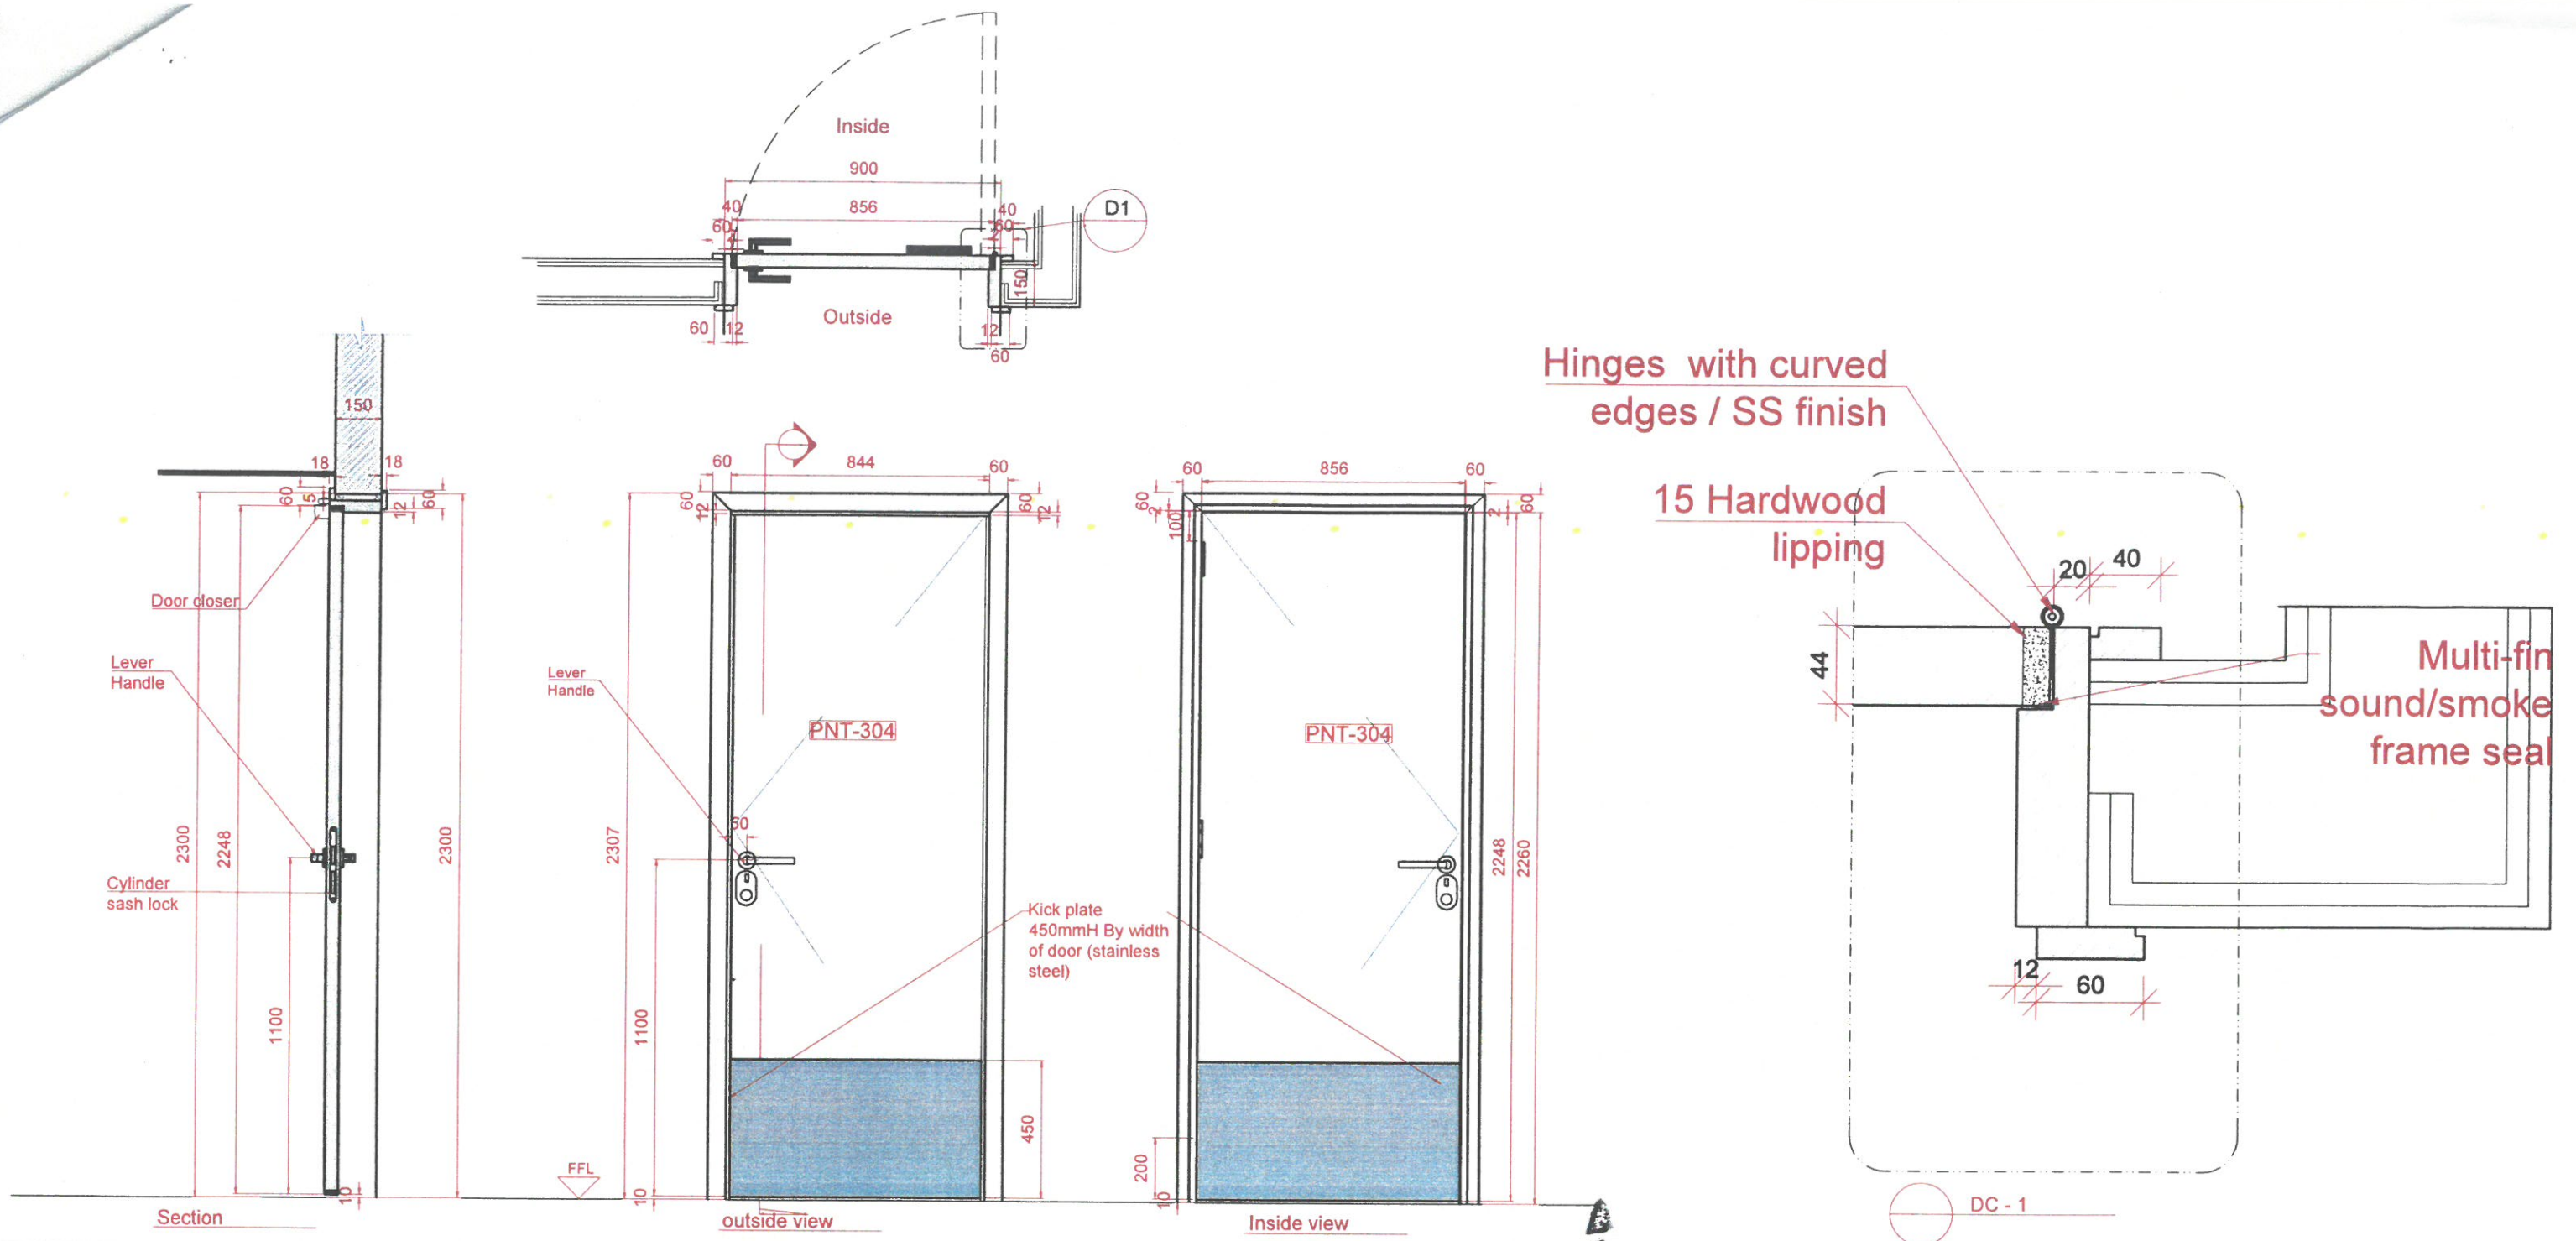 Inside
900
40
856
40
60
2
60
2
D1
150
Outside
60
12
12
60
150
18
18
60
5
60
12
Door closer
Lever
Handle
Cylinder
sash lock
2300
2248
2300
1100
10
Section
60
844
60
60
12
60
12
Lever
Handle
PNT-304
2307
1100
450
FFL
10
outside view
Kick plate
450mmH By width
of door (stainless
steel)
60
856
60
60
2
100
2
60
PNT-304
2248
2260
200
10
Inside view
Hinges with curved
edges / SS finish
15 Hardwood
lipping
20
40
44
Multi-fin
sound/smoke
frame seal
12
60
DC - 1